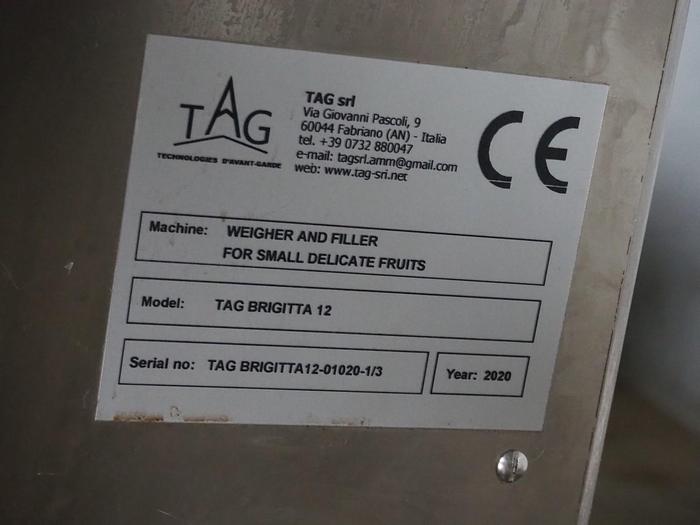 TAG
TECHNOLOGIES D'AVANT-GARDE
TAG srl
Via Giovanni Pascoli, 9
60044 Fabriano (AN) - Italia
tel. +39 0732 880047
e-mail: tagsrl.amm@gmail.com
web: www.tag-srl.net
CE
Machine: WEIGHER AND FILLER
FOR SMALL DELICATE FRUITS
Model: TAG BRIGITTA 12
Serial no: TAG BRIGITTA12-01020-1/3
Year: 2020